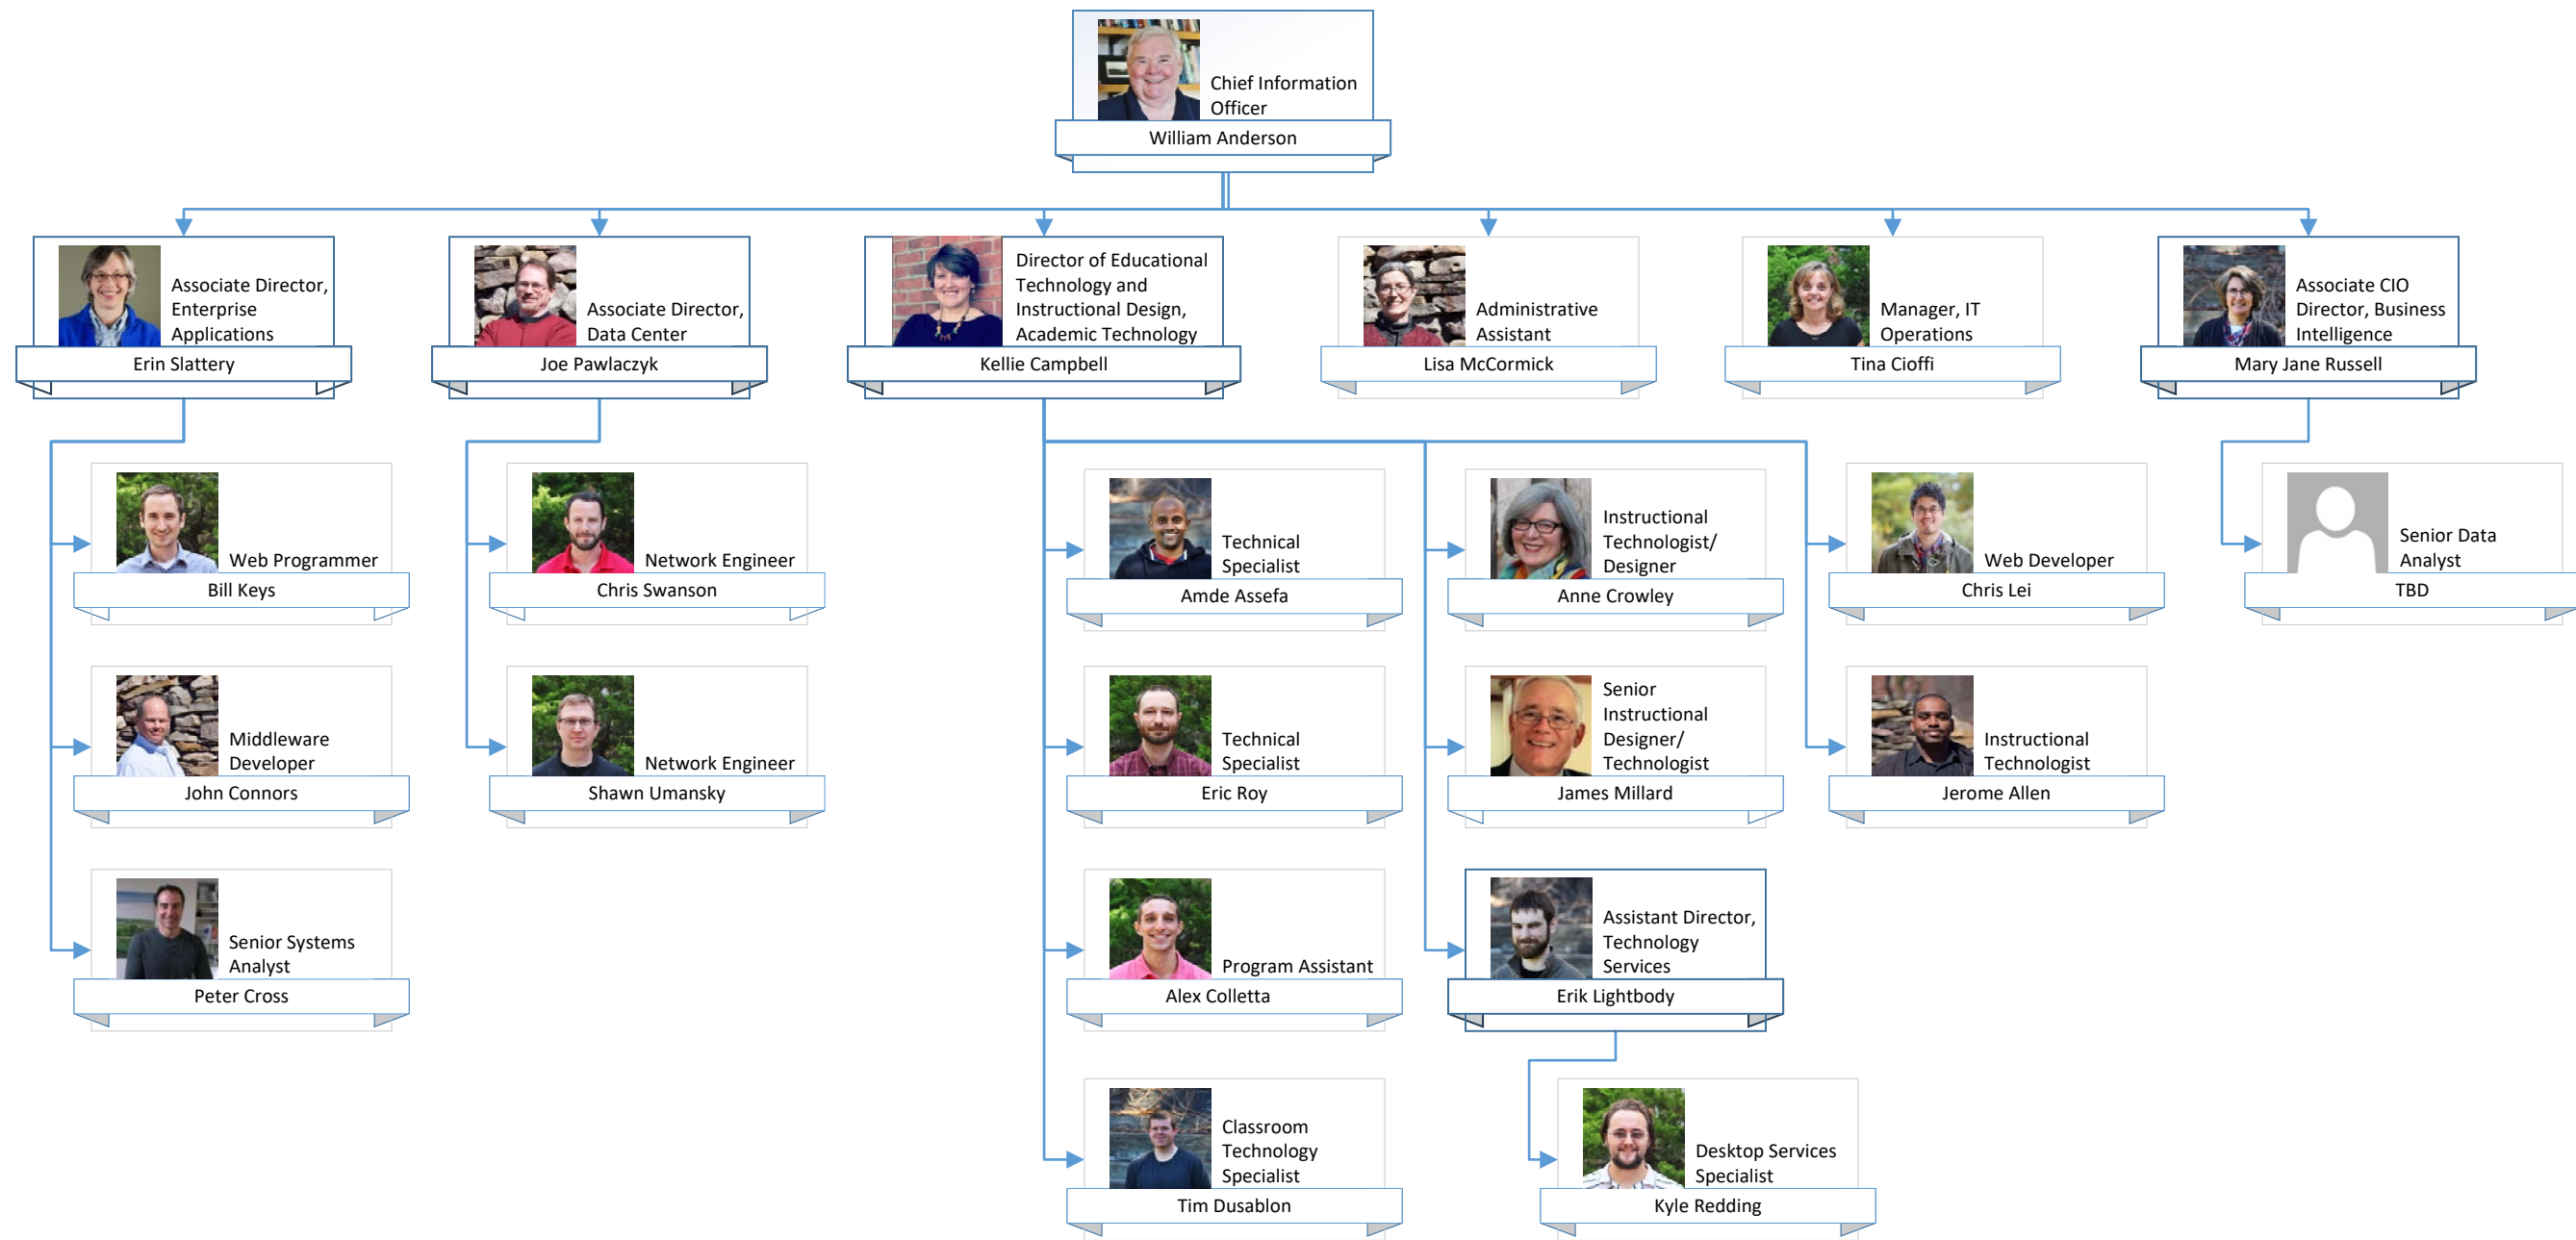 Chief Information
Officer
William Anderson
Associate Director,
Enterprise
Applications
Erin Slattery
Associate Director,
Data Center
Joe Pawlaczyk
Director of Educational
Technology and
Instructional Design,
Academic Technology
Kellie Campbell
Administrative
Assistant
Lisa McCormick
Manager, IT
Operations
Tina Cioffi
Associate CIO
Director, Business
Intelligence
Mary Jane Russell
Web Programmer
Bill Keys
Network Engineer
Chris Swanson
Technical
Specialist
Amde Assefa
Instructional
Technologist/
Designer
Anne Crowley
Web Developer
Chris Lei
Senior Data
Analyst
TBD
Middleware
Developer
John Connors
Network Engineer
Shawn Umansky
Technical
Specialist
Eric Roy
Senior
Instructional
Designer/
Technologist
James Millard
Instructional
Technologist
Jerome Allen
Senior Systems
Analyst
Peter Cross
Program Assistant
Alex Colletta
Assistant Director,
Technology
Services
Erik Lightbody
Classroom
Technology
Specialist
Tim Dusablon
Desktop Services
Specialist
Kyle Redding